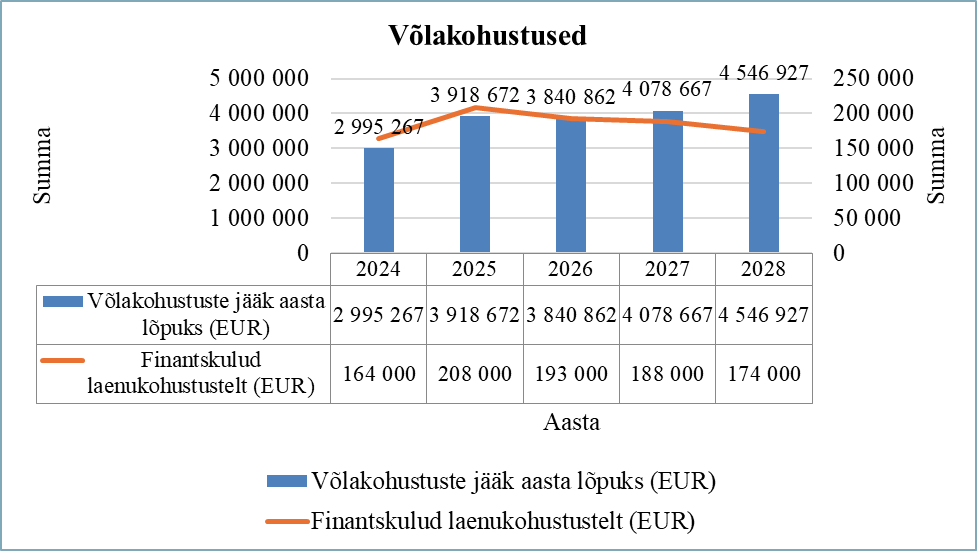 Võlakohustused
5 000 000
4 000 000
3 000 000
2 000 000
1 000 000
0
Summa
2 995 267
3 918 672
3 840 862
4 078 667
4 546 927
250 000
200 000
150 000
100 000
50 000
0
Summa
2024 2025 2026 2027 2028
Võlakohustuste jääk aasta
lõpuks (EUR)
2 995 267 3 918 672 3 840 862 4 078 667 4 546 927
Finantskulud
laenukohustustelt (EUR)
164 000 208 000 193 000 188 000 174 000
Aasta
Võlakohustuste jääk aasta lõpuks (EUR)
Finantskulud laenukohustustelt (EUR)